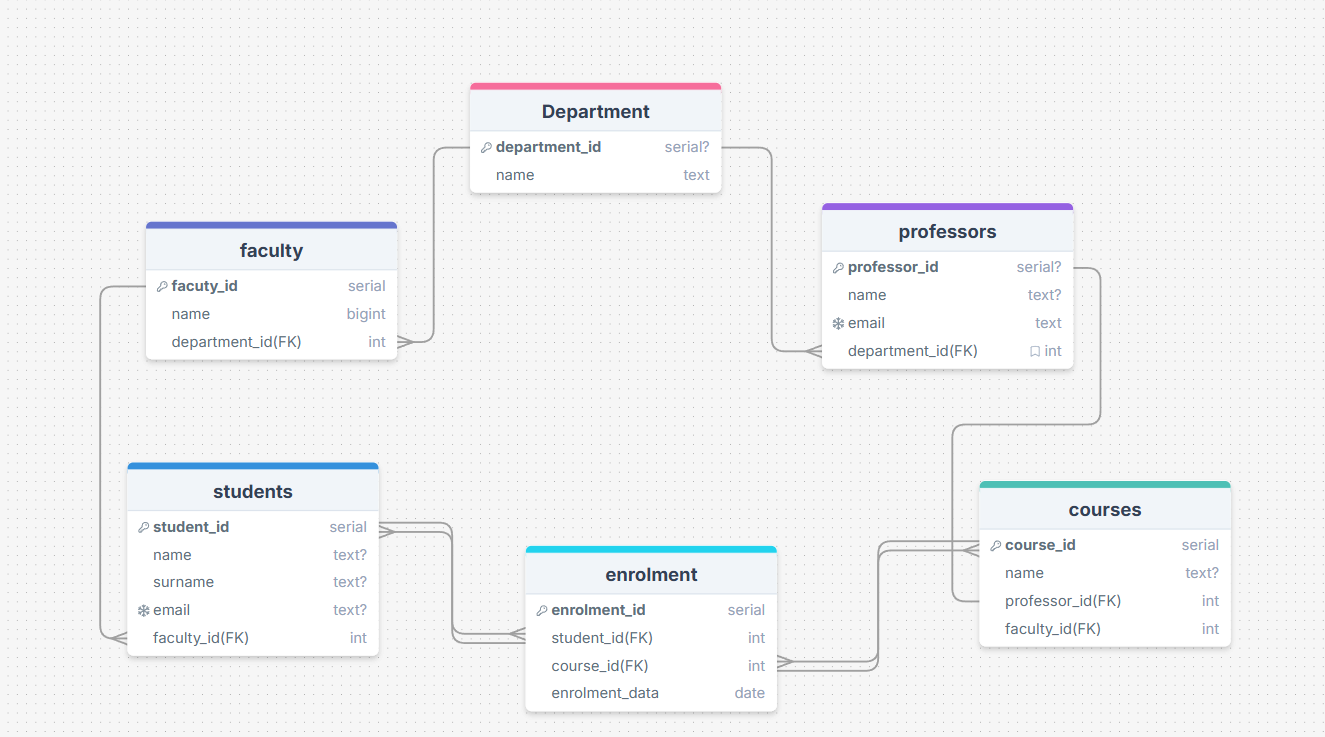 Department
department_id serial?
name text
faculty
facuty_id serial
name bigint
department_id(FK) int
professors
professor_id serial?
name text?
email text
department_id(FK) int
students
student_id serial
name text?
surname text?
email text?
faculty_id(FK) int
enrolment
enrolment_id serial
student_id(FK) int
course_id(FK) int
enrolment_data date
courses
course_id serial
name text?
professor_id(FK) int
faculty_id(FK) int